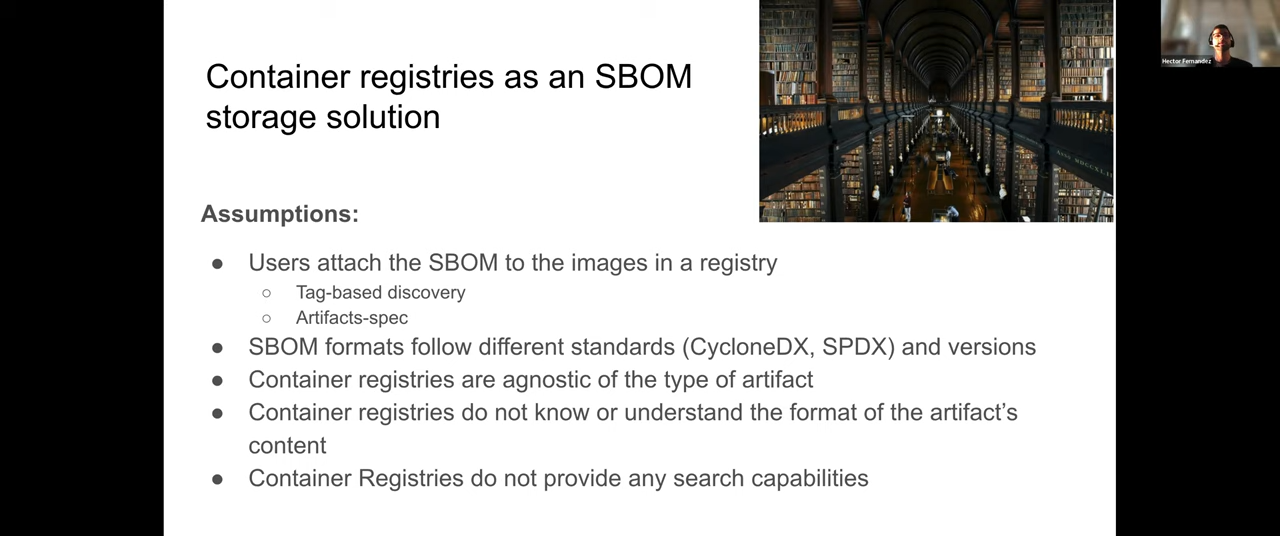 Container registries as an SBOM
storage solution
Hector Fernandez
Assumptions:
● Users attach the SBOM to the images in a registry
○ Tag-based discovery
○ Artifacts-spec
● SBOM formats follow different standards (CycloneDX, SPDX) and versions
● Container registries are agnostic of the type of artifact
● Container registries do not know or understand the format of the artifact’s
content
● Container Registries do not provide any search capabilities